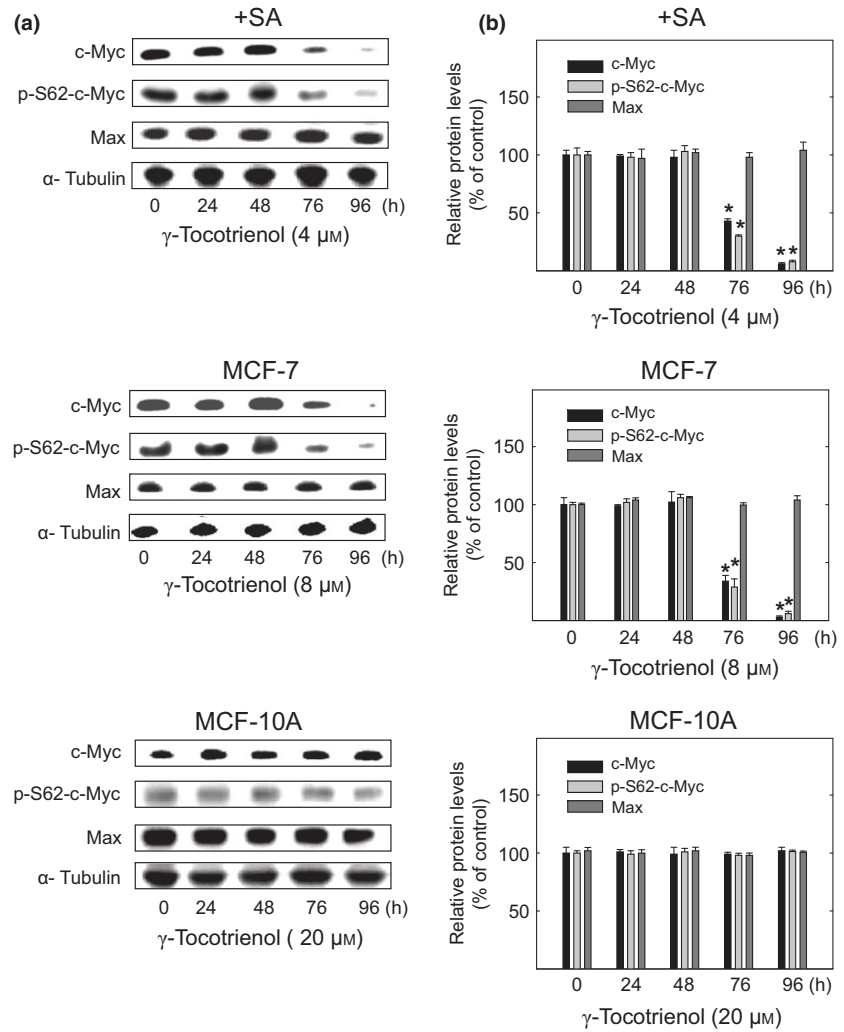 (a)
+SA
c-Myc
p-S62-c-Myc
Max
α- Tubulin
0 24 48 76 96 (h)
γ-Tocotrienol (4 μM)
MCF-7
c-Myc
p-S62-c-Myc
Max
α- Tubulin
0 24 48 76 96 (h)
γ-Tocotrienol (8 μM)
MCF-10A
c-Myc
p-S62-c-Myc
Max
α- Tubulin
0 24 48 76 96 (h)
γ-Tocotrienol ( 20 μM)
(b)
+SA
c-Myc
p-S62-c-Myc
Max
Relative protein levels
(% of control)
150
100
50
* *
* *
0 24 48 76 96 (h)
γ-Tocotrienol (4 μM)
MCF-7
c-Myc
p-S62-c-Myc
Max
Relative protein levels
(% of control)
150
100
50
* *
* *
0 24 48 76 96 (h)
γ-Tocotrienol (8 μM)
MCF-10A
c-Myc
p-S62-c-Myc
Max
Relative protein levels
(% of control)
150
100
50
0 24 48 76 96 (h)
γ-Tocotrienol (20 μM)